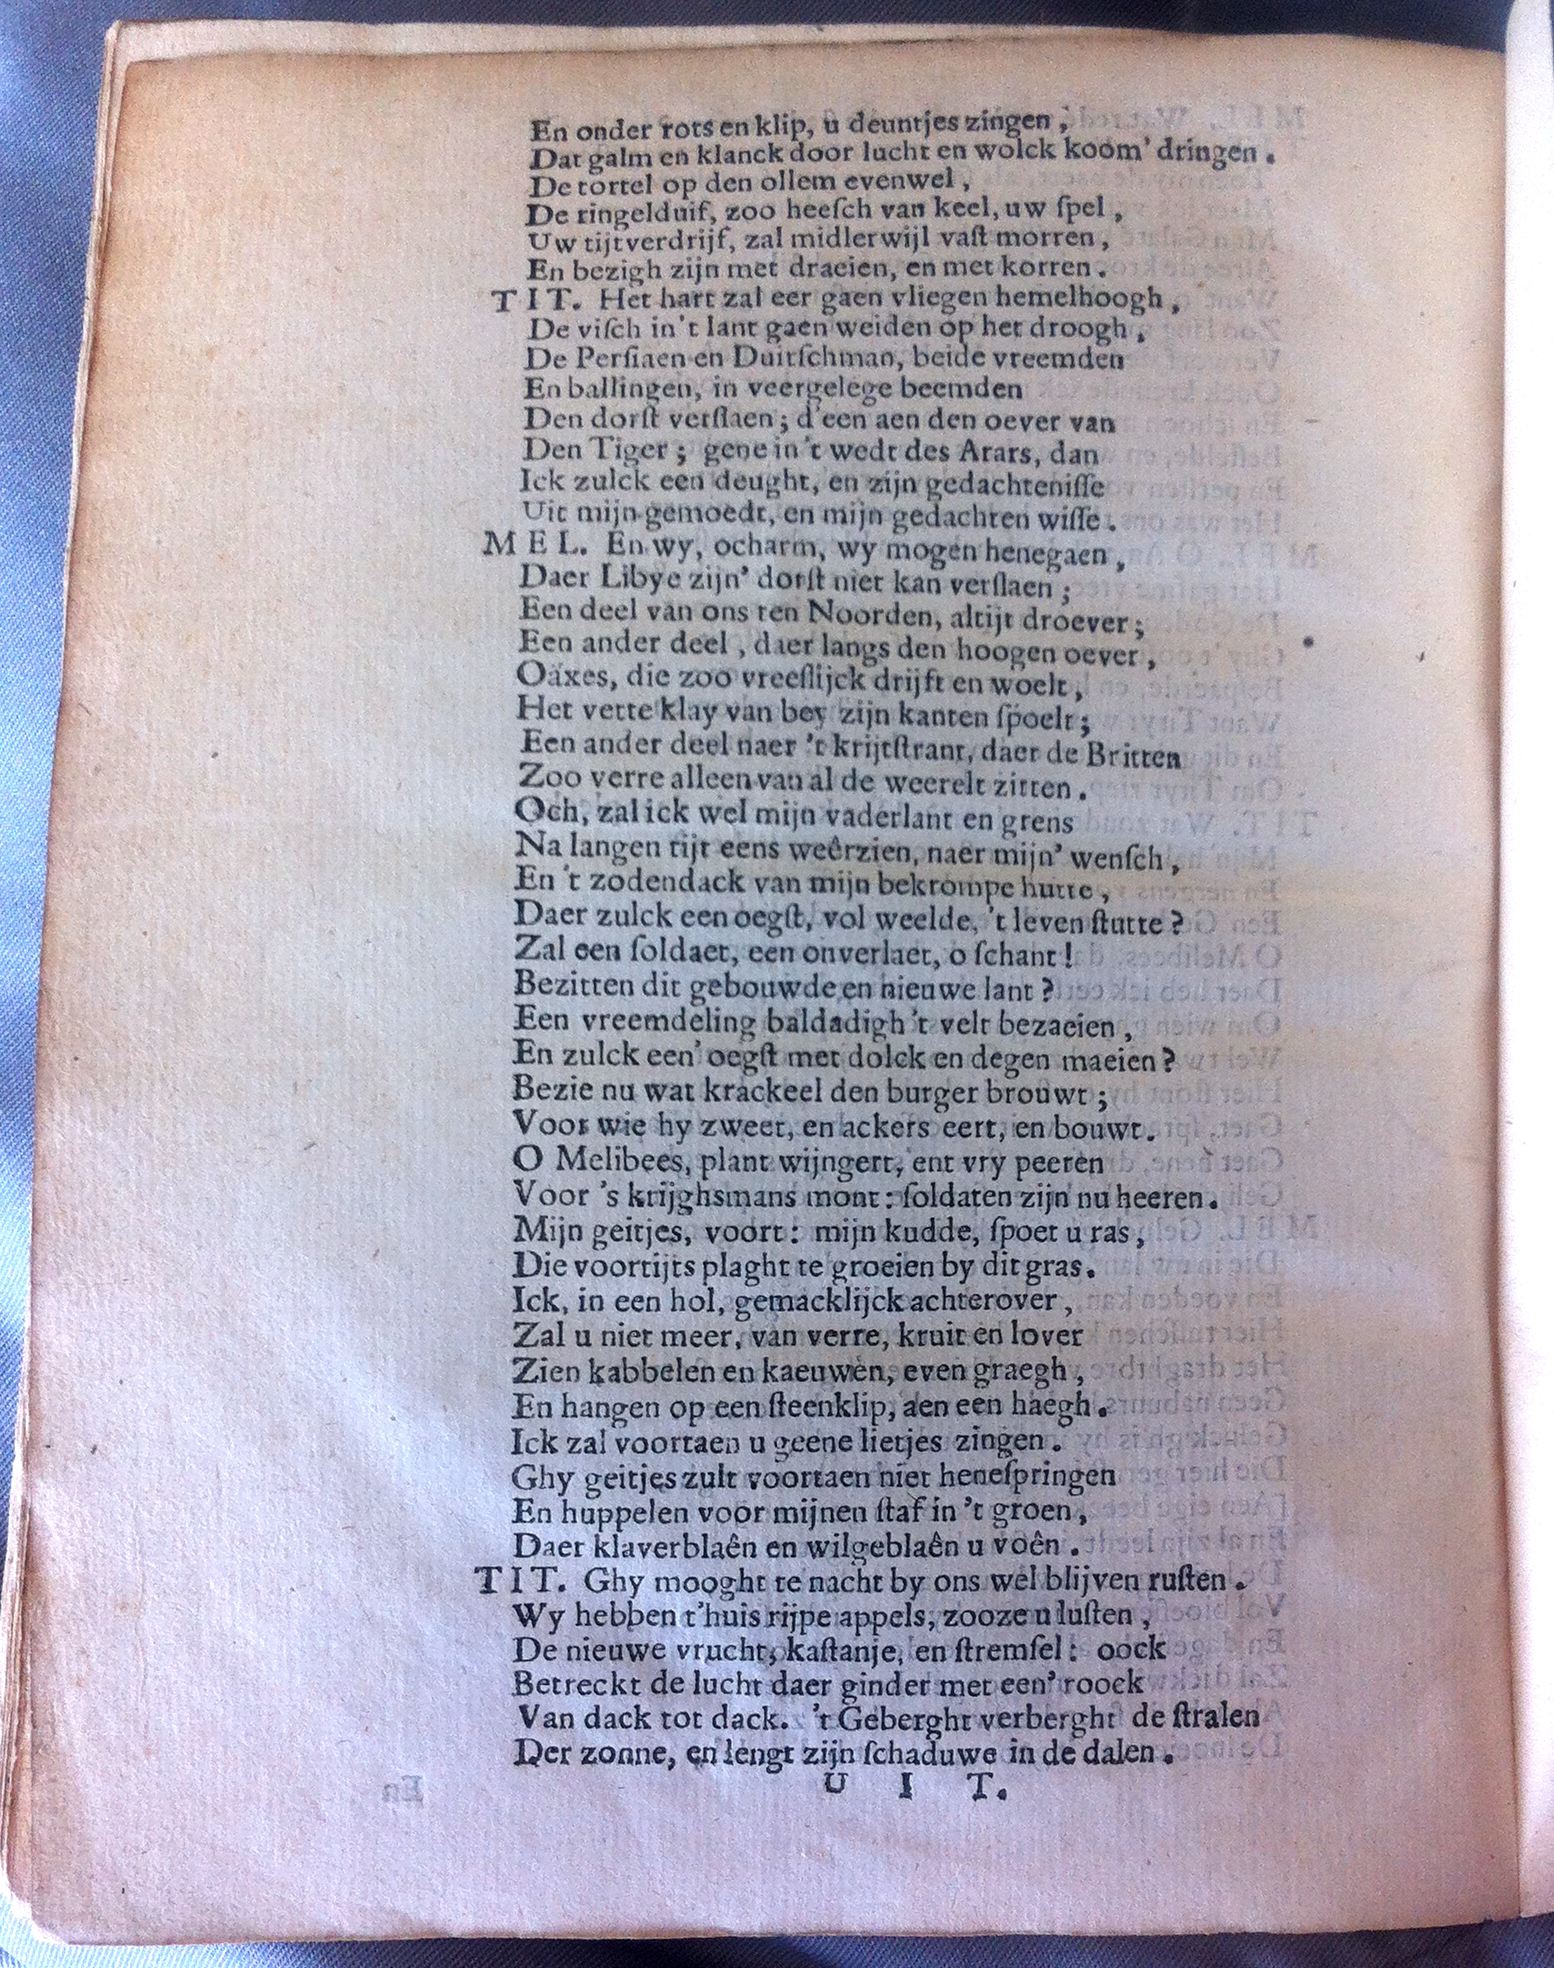 En onder rots en klip, u deuntjes zingen,
Dat galm en klanck door lucht en wolck koom' dringen.
De tortel op den ollem evenwel,
De ringelduif, zoo heeſch van keel, uw ſpel,
Uw tijtverdrijf, zal midlerwijl vaſt morren,
En bezigh zijn met draeien, en met korren.
TIT. Het hart zal eer gaen vliegen hemelhoogh,
De viſch in 't lant gaen weiden op het droogh,
De Perſiaen en Duitſchman, beide vreemden
En ballingen, in veergelege beemden
Den dorſt verſlaen; d'een aen den oever van
Den Tiger; gene in 't wedt des Arars, dan
Ick zulck een deught, en zijn gedachteniſſe
Uit mijn gemoedt, en mijn gedachten wiſſe.
MEL. En wy, ocharm, wy mogen henegaen,
Daer Libye zijn' dorſt niet kan verſlaen;
Een deel van ons ten Noorden, altijt droever;
Een ander deel, daer langs den hoogen oever,
Oäxes, die zoo vreeſlijck drijft en woelt,
Het vette klay van bey zijn kanten ſpoelt;
Een ander deel naer 't krijtſtrant, daer de Britten
Zoo verre alleen van al de weerelt zitten.
Och, zal ick wel mijn vaderlant en grens
Na langen tijt eens weêrzien, naer mijn' wenſch,
En 't zodendack van mijn bekrompe hutte,
Daer zulck een oegſt, vol weelde, 't leven ſtutte?
Zal een ſoldaet, een onverlaet, o ſchant!
Bezitten dit gebouwde en nieuwe lant?
Een vreemdeling baldadigh 't velt bezaeien,
En zulck een' oegſt met dolck en degen maeien?
Bezie nu wat krackeel den burger brouwt;
Voor wie hy zweet, en ackers eert, en bouwt.
O Melibees, plant wijngert, ent vry peeren
Voor 's krijghsmans mont: ſoldaten zijn nu heeren.
Mijn geitjes, voort: mijn kudde, ſpoet u ras,
Die voortijts plaght te groeien by dit gras.
Ick, in een hol, gemacklijck achterover,
Zal u niet meer, van verre, kruit en lover
Zien kabbelen en kaeuwen, even graegh,
En hangen op een ſteenklip, aen een haegh.
Ick zal voortaen u geene lietjes zingen.
Ghy geitjes zult voortaen niet heneſpringen
En huppelen voor mijnen ſtaf in 't groen,
Daer klaverblaên en wilgeblaên u voên.
TIT. Ghy mooght te nacht by ons wel blijven ruſten.
Wy hebben t'huis rijpe appels, zooze u luſten,
De nieuwe vrucht, kaſtanje, en ſtremſel: oock
Betreckt de lucht daer ginder met een' roock
Van dack tot dack. 't Geberght verberght de ſtralen
Der zonne, en lengt zijn ſchaduwe in de dalen.
UIT.